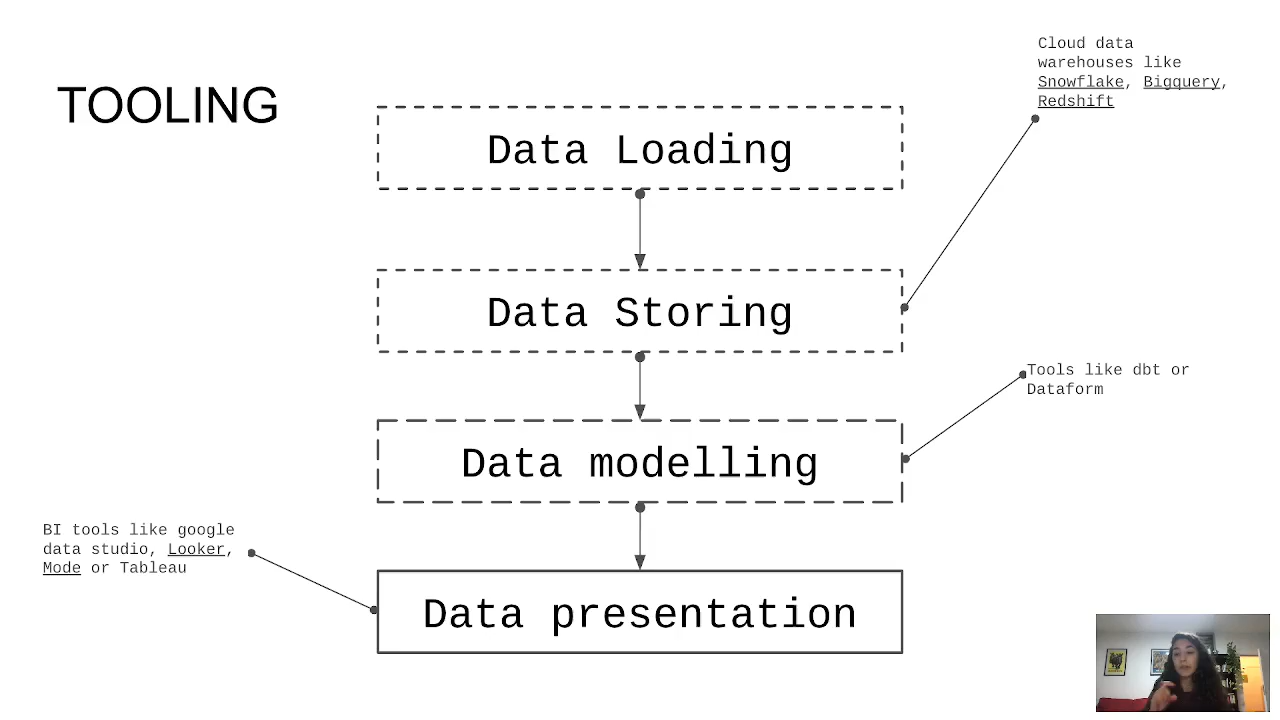 TOOLING
Cloud data
warehouses like
Snowflake, Bigquery,
Redshift
Data Loading
Data Storing
Tools like dbt or
Dataform
Data modelling
BI tools like google
data studio, Looker,
Mode or Tableau
Data presentation